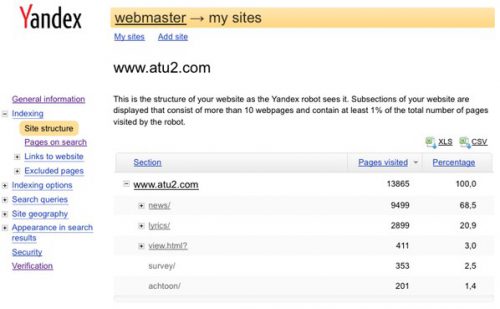 Yandex
webmaster → my sites
My sites Add site
www.atu2.com
General information
Indexing
Site structure
Pages on search
Links to website
Excluded pages
Indexing options
Search queries
Site geography
Appearance in search
results
Security
Verification
This is the structure of your website as the Yandex robot sees it. Subsections of your website are
displayed that consist of more than 10 webpages and contain at least 1% of the total number of pages
visited by the robot.
XLS CSV
Section Pages visited Percentage
www.atu2.com 13865 100,0
news/ 9499 68,5
lyrics/ 2899 20,9
view.html? 411 3,0
survey/ 353 2,5
achtoon/ 201 1,4